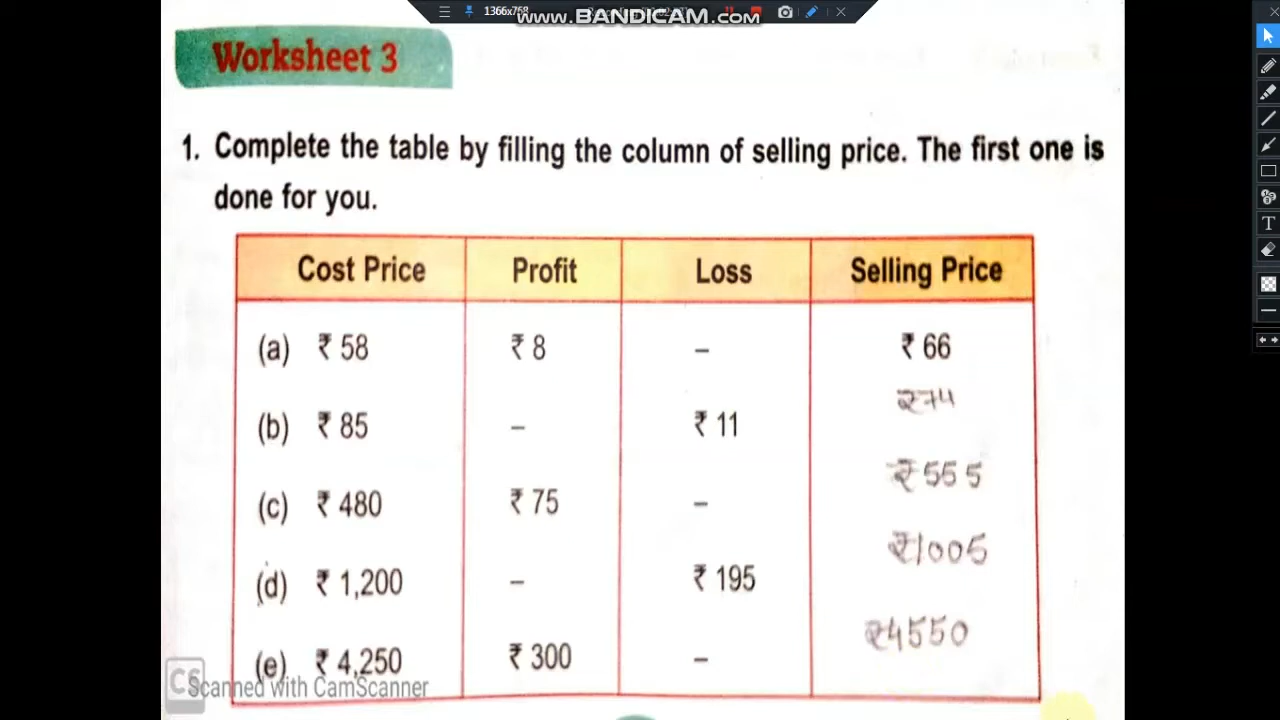 1366x768
www.BANDICAM.com
Worksheet 3
1. Complete the table by filling the column of selling price. The first one is
done for you.
Cost Price Profit Loss Selling Price
(a) ₹ 58 ₹ 8 – ₹ 66
(b) ₹ 85 – ₹ 11 ₹74
(c) ₹ 480 ₹ 75 – ₹555
(d) ₹ 1,200 – ₹ 195 ₹1005
(e) ₹ 4,250 ₹ 300 – ₹4550
CS Scanned with CamScanner